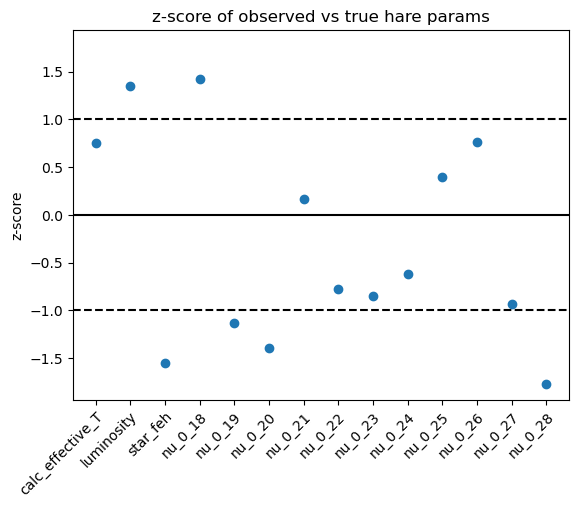 z-score of observed vs true hare params
z-score
1.5
1.0
0.5
0.0
−0.5
−1.0
−1.5
calc_effective_T
luminosity
star_feh
nu_0_18
nu_0_19
nu_0_20
nu_0_21
nu_0_22
nu_0_23
nu_0_24
nu_0_25
nu_0_26
nu_0_27
nu_0_28